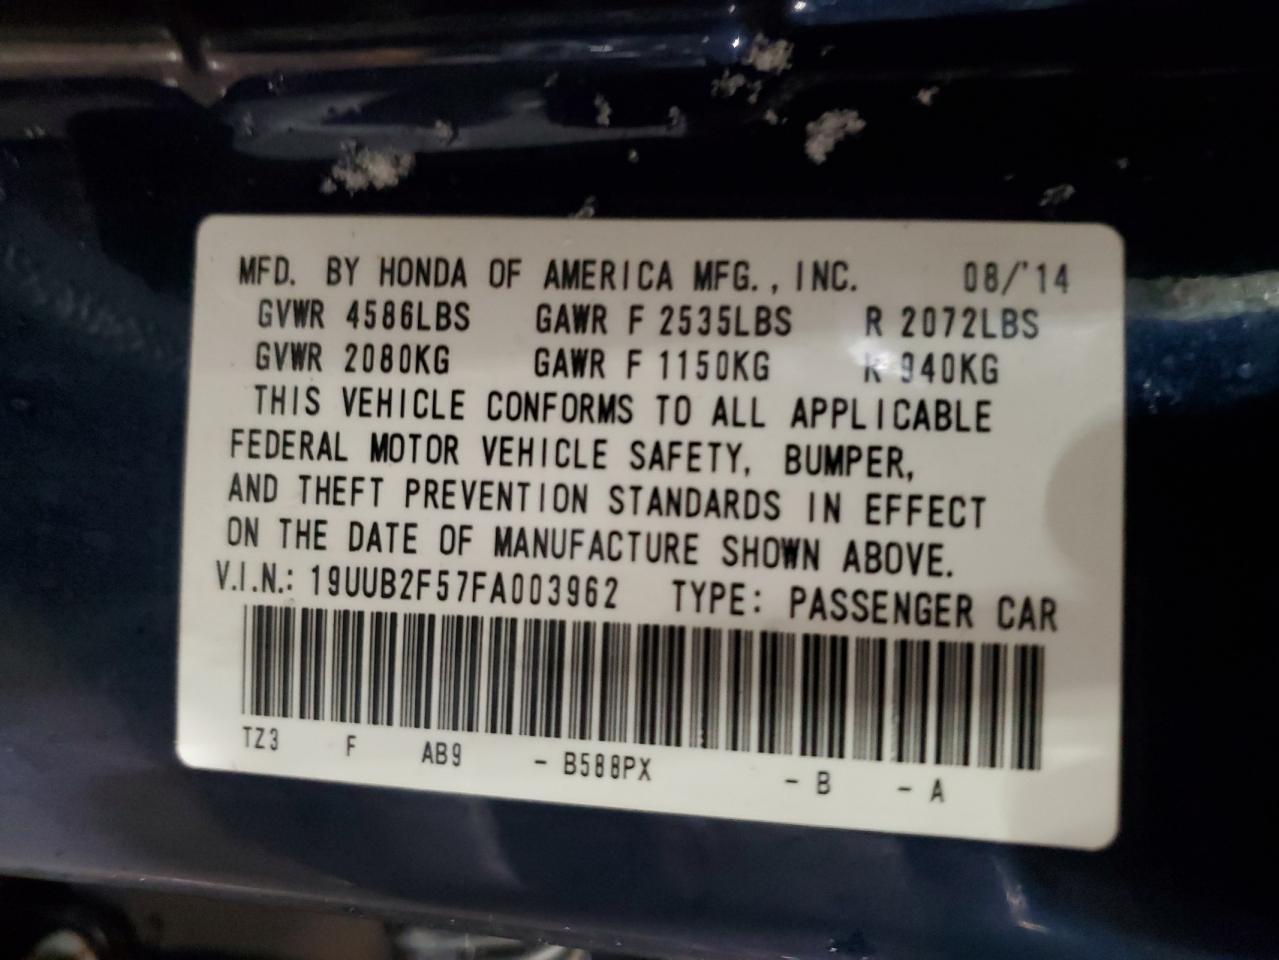 MFD. BY HONDA OF AMERICA MFG., INC. 08/'14
GVWR 4586LBS GAWR F 2535LBS R 2072LBS
GVWR 2080KG GAWR F 1150KG R 940KG
THIS VEHICLE CONFORMS TO ALL APPLICABLE
FEDERAL MOTOR VEHICLE SAFETY, BUMPER,
AND THEFT PREVENTION STANDARDS IN EFFECT
ON THE DATE OF MANUFACTURE SHOWN ABOVE.
V.I.N.: 19UUB2F57FA003962 TYPE: PASSENGER CAR
TZ3 F AB9 - B588PX - B - A